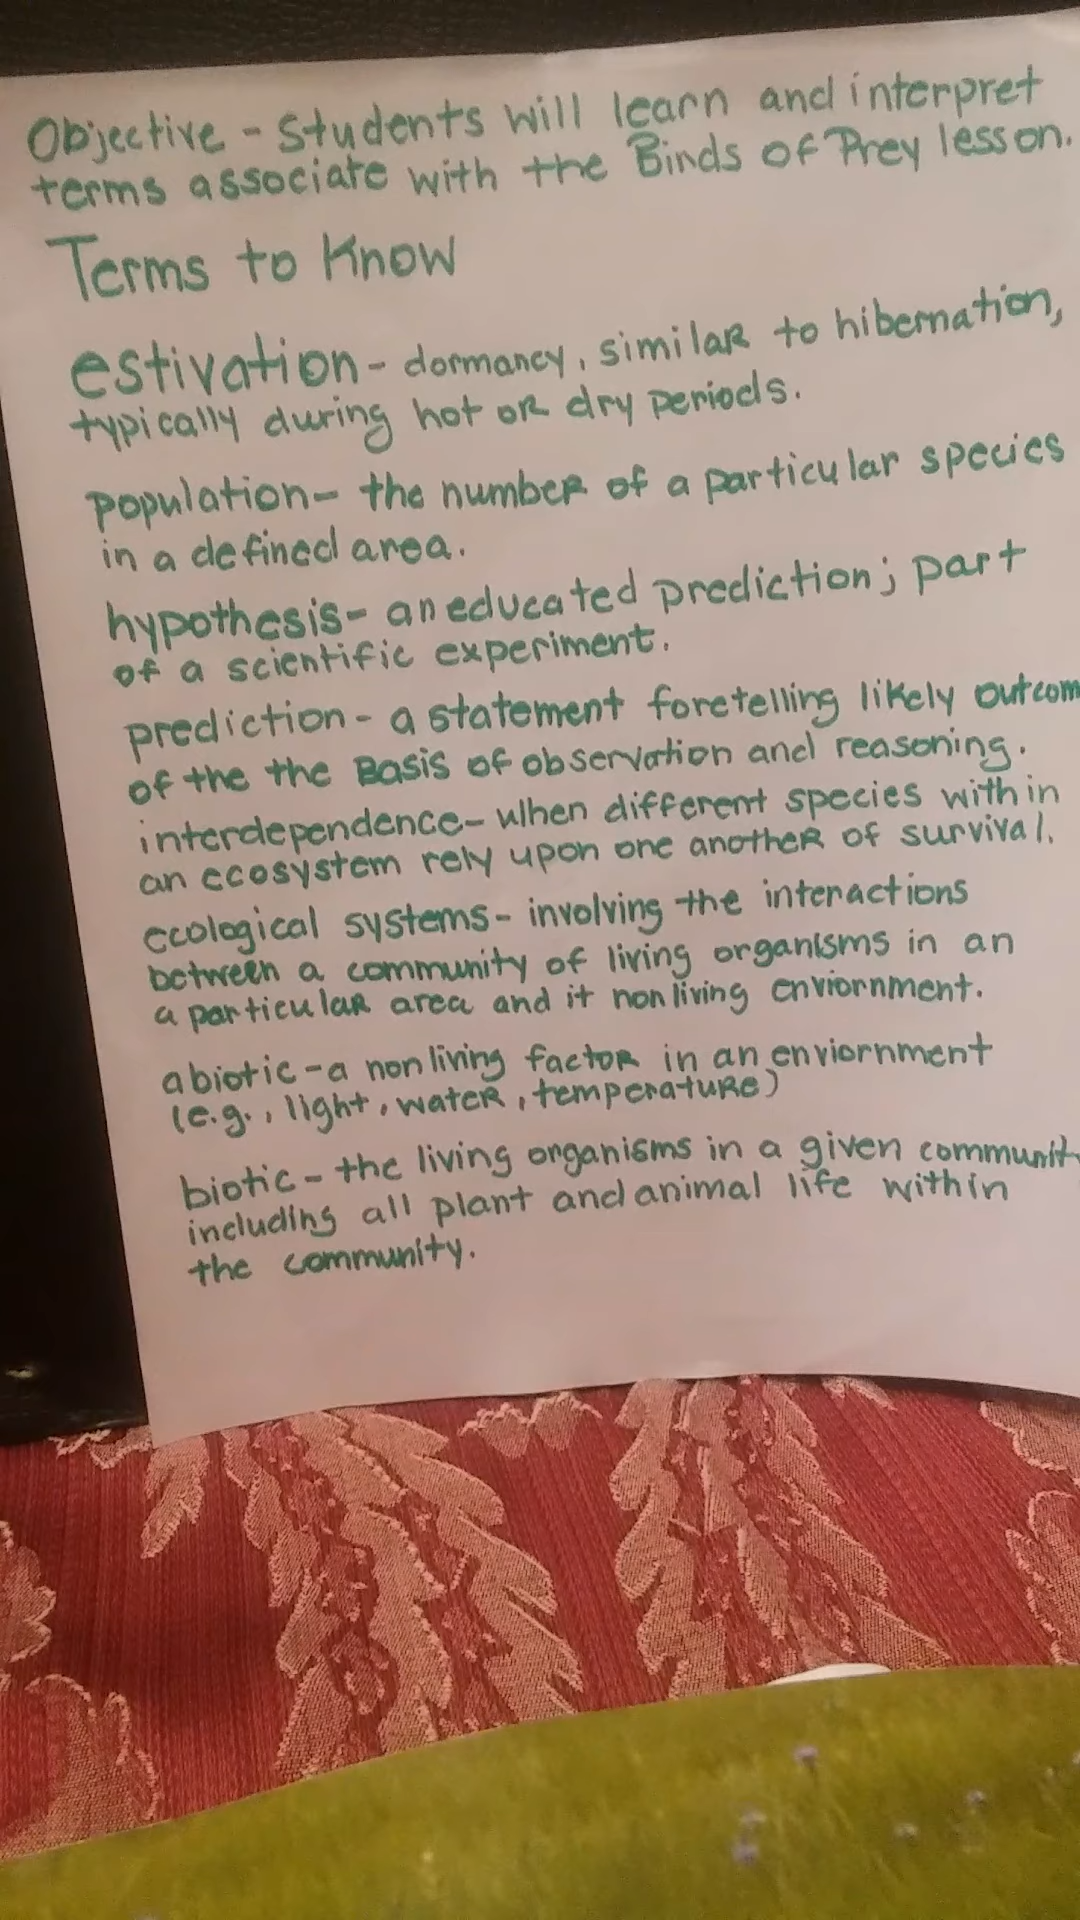 Objective - Students will learn and interpret
terms associate with the Binds of Prey lesson.
Terms to Know
estivation - dormancy, similar to hibernation,
typically during hot or dry periods.
population - the number of a particular species
in a defined area.
hypothesis - an educated prediction; part
of a scientific experiment.
prediction - a statement foretelling likely outcom
of the the Basis of observation and reasoning.
interdependence - when different species within
an ecosystem rely upon one another of survival.
ecological systems - involving the interactions
between a community of living organisms in an
a particular area and it nonliving enviornment.
abiotic - a nonliving factor in an enviornment
(e.g., light, water, temperature)
biotic - the living organisms in a given communit
including all plant and animal life within
the community.